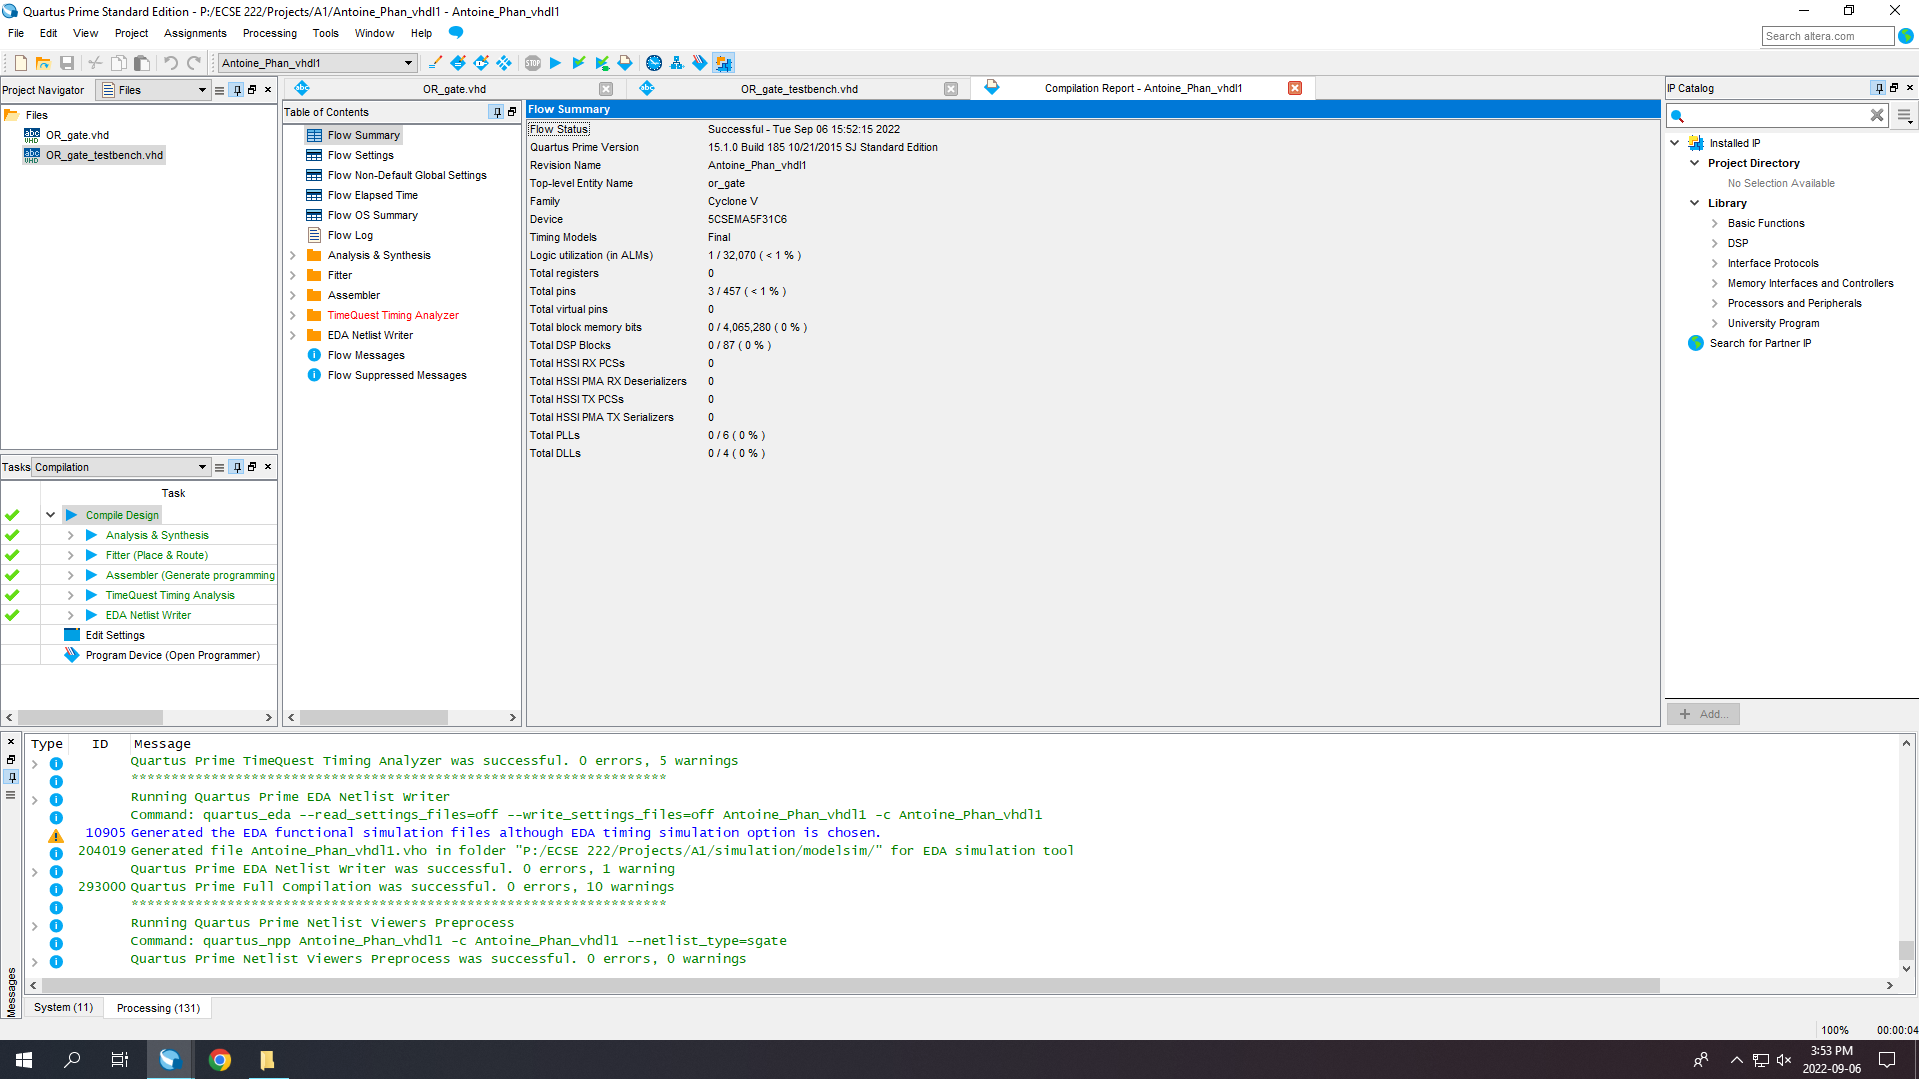 Quartus Prime Standard Edition - P:/ECSE 222/Projects/A1/Antoine_Phan_vhdl1 - Antoine_Phan_vhdl1
File Edit View Project Assignments Processing Tools Window Help
Search altera.com
Antoine_Phan_vhdl1
STOP
Project Navigator
Files
Files
abc VHD OR_gate.vhd
abc VHD OR_gate_testbench.vhd
Tasks Compilation
Task
Compile Design
Analysis & Synthesis
Fitter (Place & Route)
Assembler (Generate programming
TimeQuest Timing Analysis
EDA Netlist Writer
Edit Settings
Program Device (Open Programmer)
abc OR_gate.vhd
abc OR_gate_testbench.vhd
Compilation Report - Antoine_Phan_vhdl1
Table of Contents
Flow Summary
Flow Settings
Flow Non-Default Global Settings
Flow Elapsed Time
Flow OS Summary
Flow Log
Analysis & Synthesis
Fitter
Assembler
TimeQuest Timing Analyzer
EDA Netlist Writer
Flow Messages
Flow Suppressed Messages
Flow Summary
Flow Status Successful - Tue Sep 06 15:52:15 2022
Quartus Prime Version 15.1.0 Build 185 10/21/2015 SJ Standard Edition
Revision Name Antoine_Phan_vhdl1
Top-level Entity Name or_gate
Family Cyclone V
Device 5CSEMA5F31C6
Timing Models Final
Logic utilization (in ALMs) 1 / 32,070 ( < 1 % )
Total registers 0
Total pins 3 / 457 ( < 1 % )
Total virtual pins 0
Total block memory bits 0 / 4,065,280 ( 0 % )
Total DSP Blocks 0 / 87 ( 0 % )
Total HSSI RX PCSs 0
Total HSSI PMA RX Deserializers 0
Total HSSI TX PCSs 0
Total HSSI PMA TX Serializers 0
Total PLLs 0 / 6 ( 0 % )
Total DLLs 0 / 4 ( 0 % )
IP Catalog
Installed IP
Project Directory
No Selection Available
Library
Basic Functions
DSP
Interface Protocols
Memory Interfaces and Controllers
Processors and Peripherals
University Program
Search for Partner IP
+ Add...
Type ID Message
Quartus Prime TimeQuest Timing Analyzer was successful. 0 errors, 5 warnings
*******************************************************************
Running Quartus Prime EDA Netlist Writer
Command: quartus_eda --read_settings_files=off --write_settings_files=off Antoine_Phan_vhdl1 -c Antoine_Phan_vhdl1
10905 Generated the EDA functional simulation files although EDA timing simulation option is chosen.
204019 Generated file Antoine_Phan_vhdl1.vho in folder "P:/ECSE 222/Projects/A1/simulation/modelsim/" for EDA simulation tool
Quartus Prime EDA Netlist Writer was successful. 0 errors, 1 warning
293000 Quartus Prime Full Compilation was successful. 0 errors, 10 warnings
*******************************************************************
Running Quartus Prime Netlist Viewers Preprocess
Command: quartus_npp Antoine_Phan_vhdl1 -c Antoine_Phan_vhdl1 --netlist_type=sgate
Quartus Prime Netlist Viewers Preprocess was successful. 0 errors, 0 warnings
Messages
System (11) Processing (131)
100% 00:00:04
3:53 PM
2022-09-06